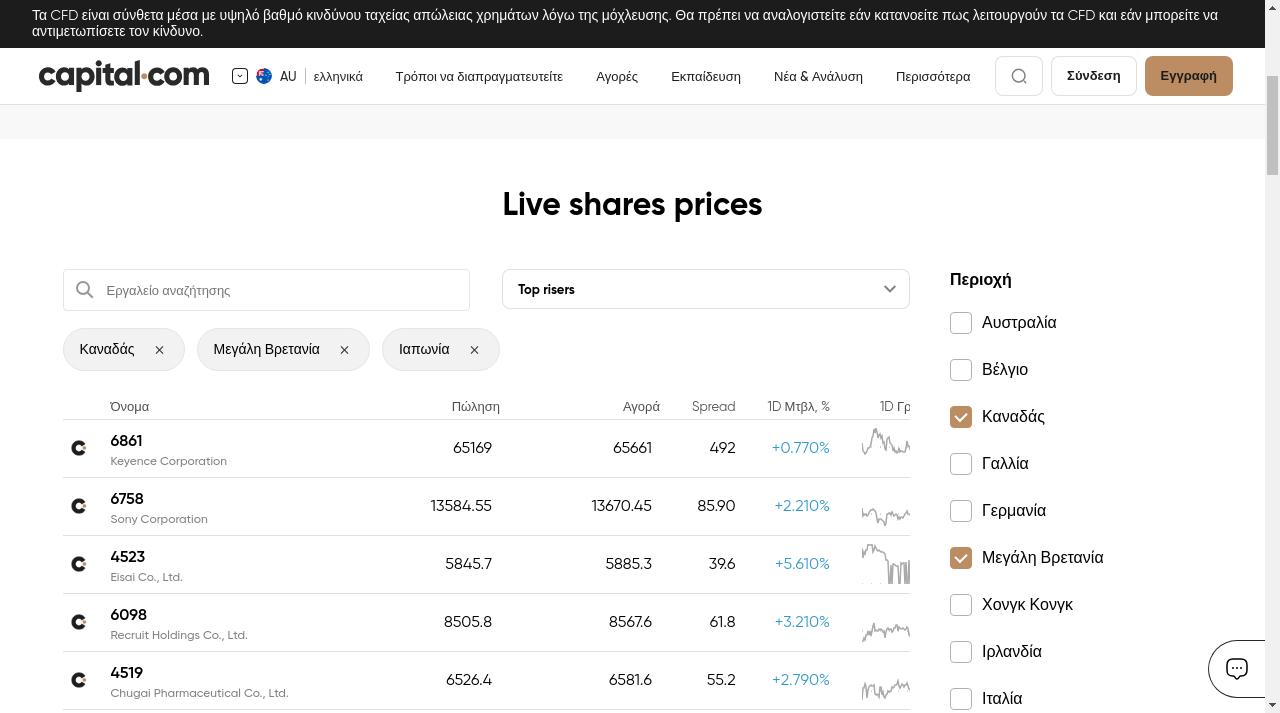 Τα CFD είναι σύνθετα μέσα με υψηλό βαθμό κινδύνου ταχείας απώλειας χρημάτων λόγω της μόχλευσης. Θα πρέπει να αναλογιστείτε εάν κατανοείτε πως λειτουργούν τα CFD και εάν μπορείτε να
αντιμετωπίσετε τον κίνδυνο.
capital.com AU ελληνικά Τρόποι να διαπραγματευτείτε Αγορές Εκπαίδευση Νέα & Ανάλυση Περισσότερα Σύνδεση Εγγραφή
Live shares prices
Εργαλείο αναζήτησης
Top risers
Καναδάς Μεγάλη Βρετανία Ιαπωνία
Όνομα Πώληση Αγορά Spread 1D Μτβλ, % 1D Γρ
6861 65169 65661 492 +0.770%
Keyence Corporation
6758 13584.55 13670.45 85.90 +2.210%
Sony Corporation
4523 5845.7 5885.3 39.6 +5.610%
Eisai Co., Ltd.
6098 8505.8 8567.6 61.8 +3.210%
Recruit Holdings Co., Ltd.
4519 6526.4 6581.6 55.2 +2.790%
Chugai Pharmaceutical Co., Ltd.
Περιοχή
Αυστραλία
Βέλγιο
Καναδάς
Γαλλία
Γερμανία
Μεγάλη Βρετανία
Χονγκ Κονγκ
Ιρλανδία
Ιταλία